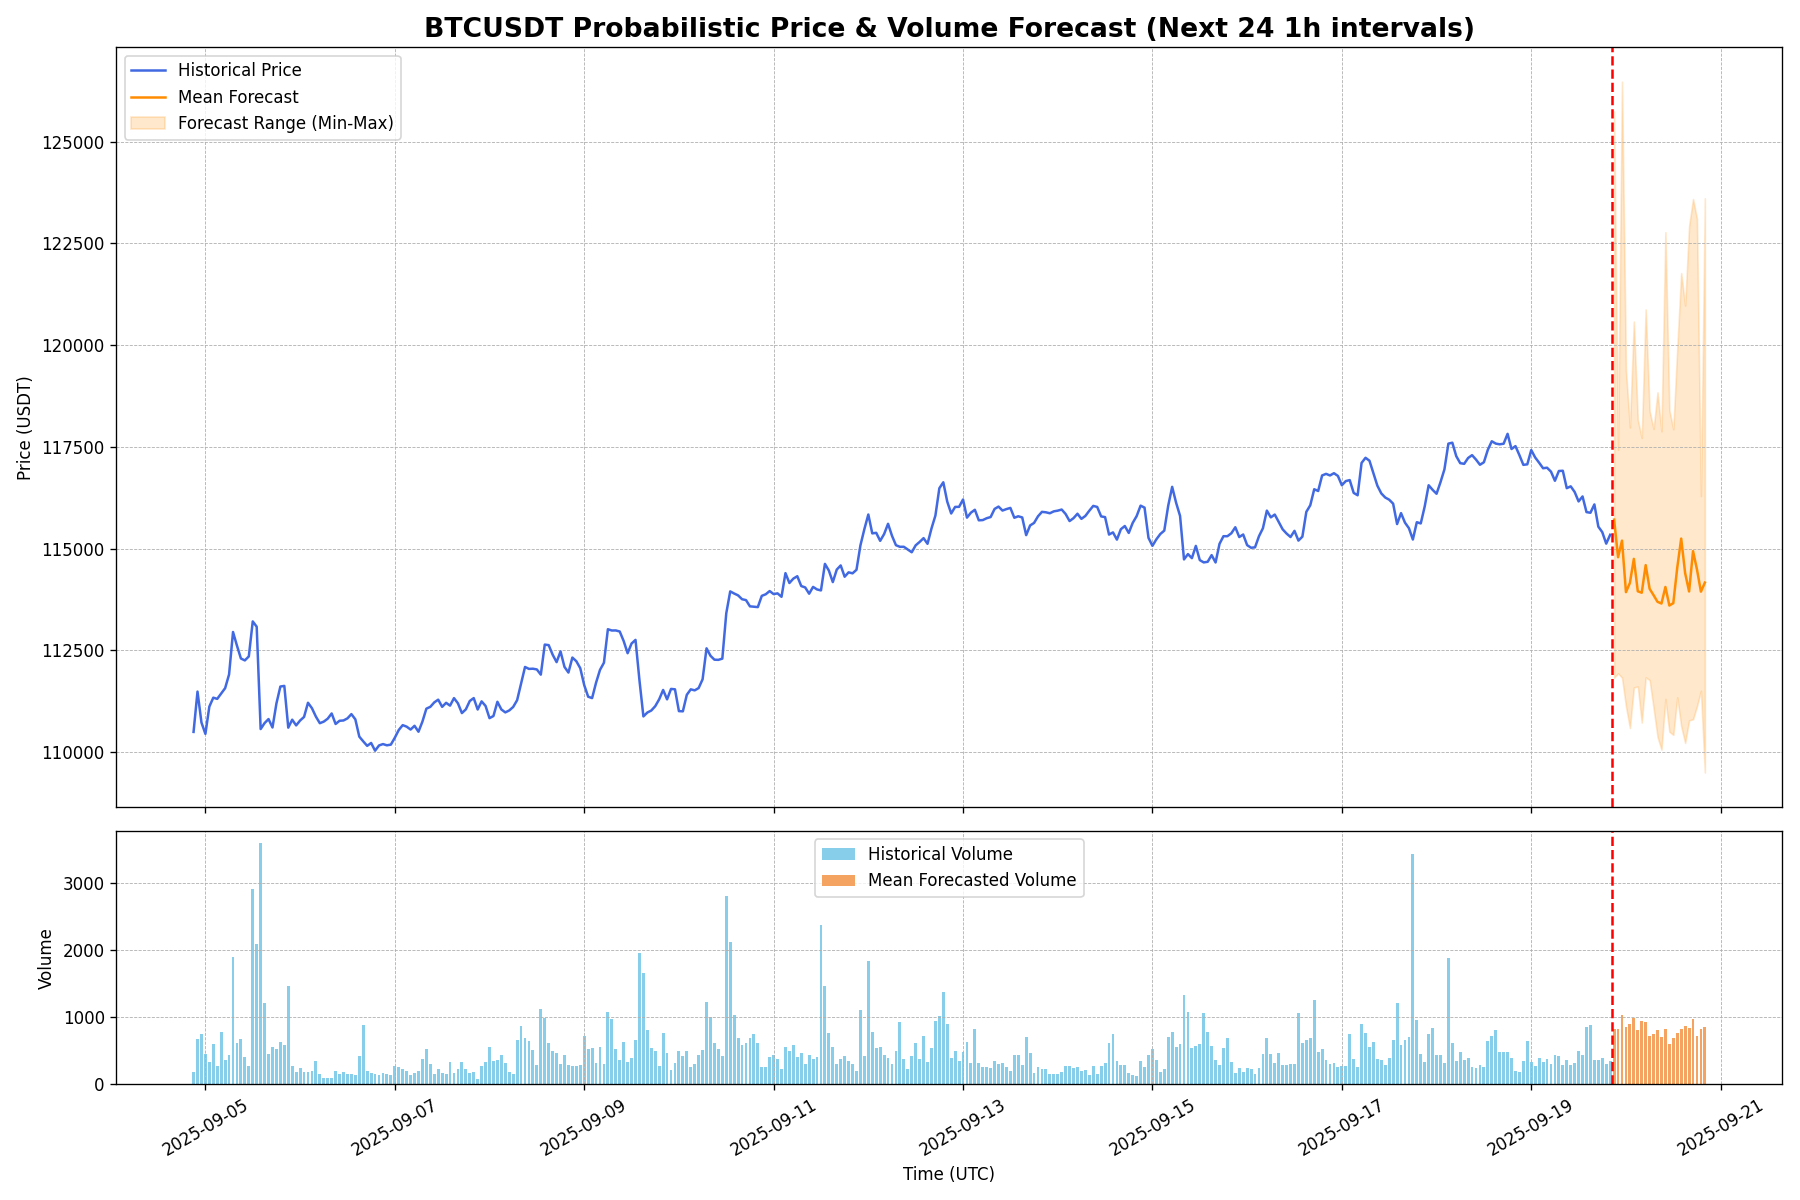 BTCUSDT Probabilistic Price & Volume Forecast (Next 24 1h intervals)
Historical Price
Mean Forecast
Forecast Range (Min-Max)
125000
122500
120000
117500
115000
112500
110000
Price (USDT)
Historical Volume
Mean Forecasted Volume
3000
2000
1000
0
Volume
2025-09-05
2025-09-07
2025-09-09
2025-09-11
2025-09-13
2025-09-15
2025-09-17
2025-09-19
2025-09-21
Time (UTC)